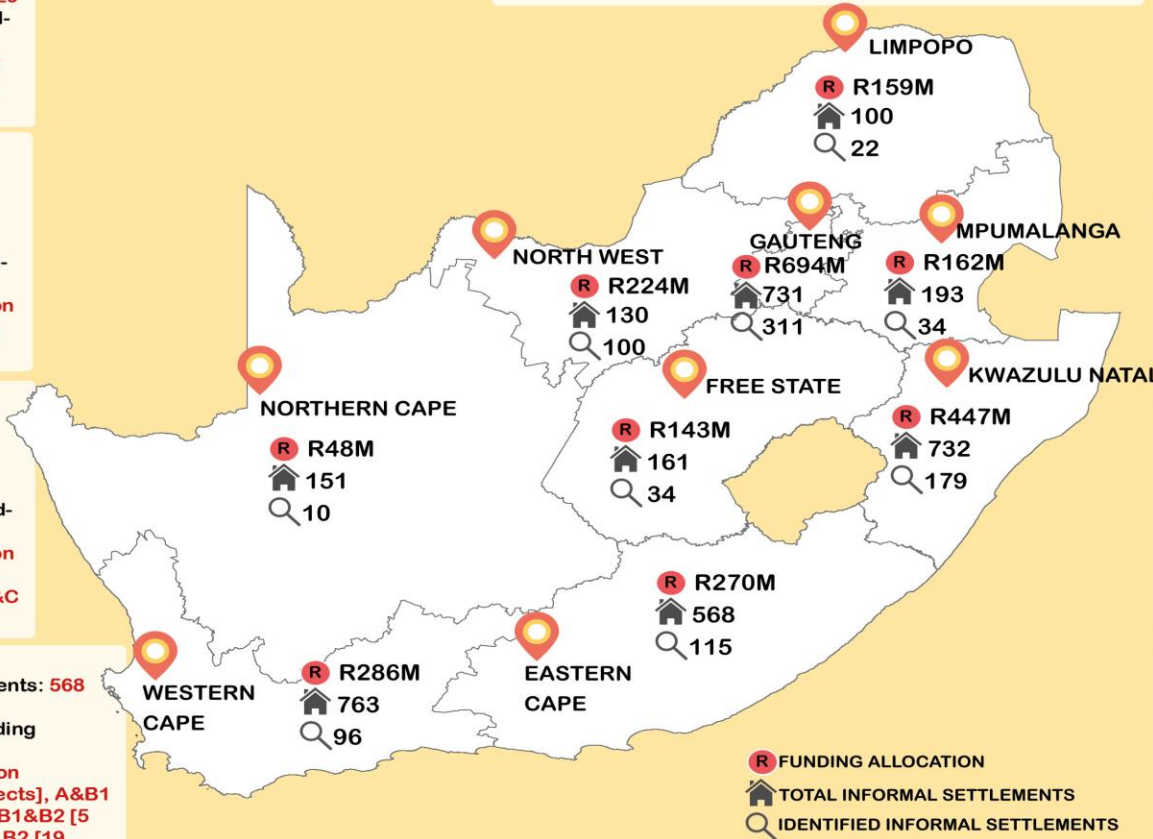 LIMPOPO
R R159M
100
22
GAUTENG
R R694M
731
311
MPUMALANGA
R R162M
193
34
NORTH WEST
R R224M
130
100
FREE STATE
R R143M
161
34
KWAZULU NATAL
R R447M
732
179
NORTHERN CAPE
R R48M
151
10
R R270M
568
115
EASTERN
CAPE
WESTERN
CAPE
R R286M
763
96
ents: 568
ding
on
ects], A&B1
B1&B2 [5
on
on
&C
R FUNDING ALLOCATION
TOTAL INFORMAL SETTLEMENTS
IDENTIFIED INFORMAL SETTLEMENTS